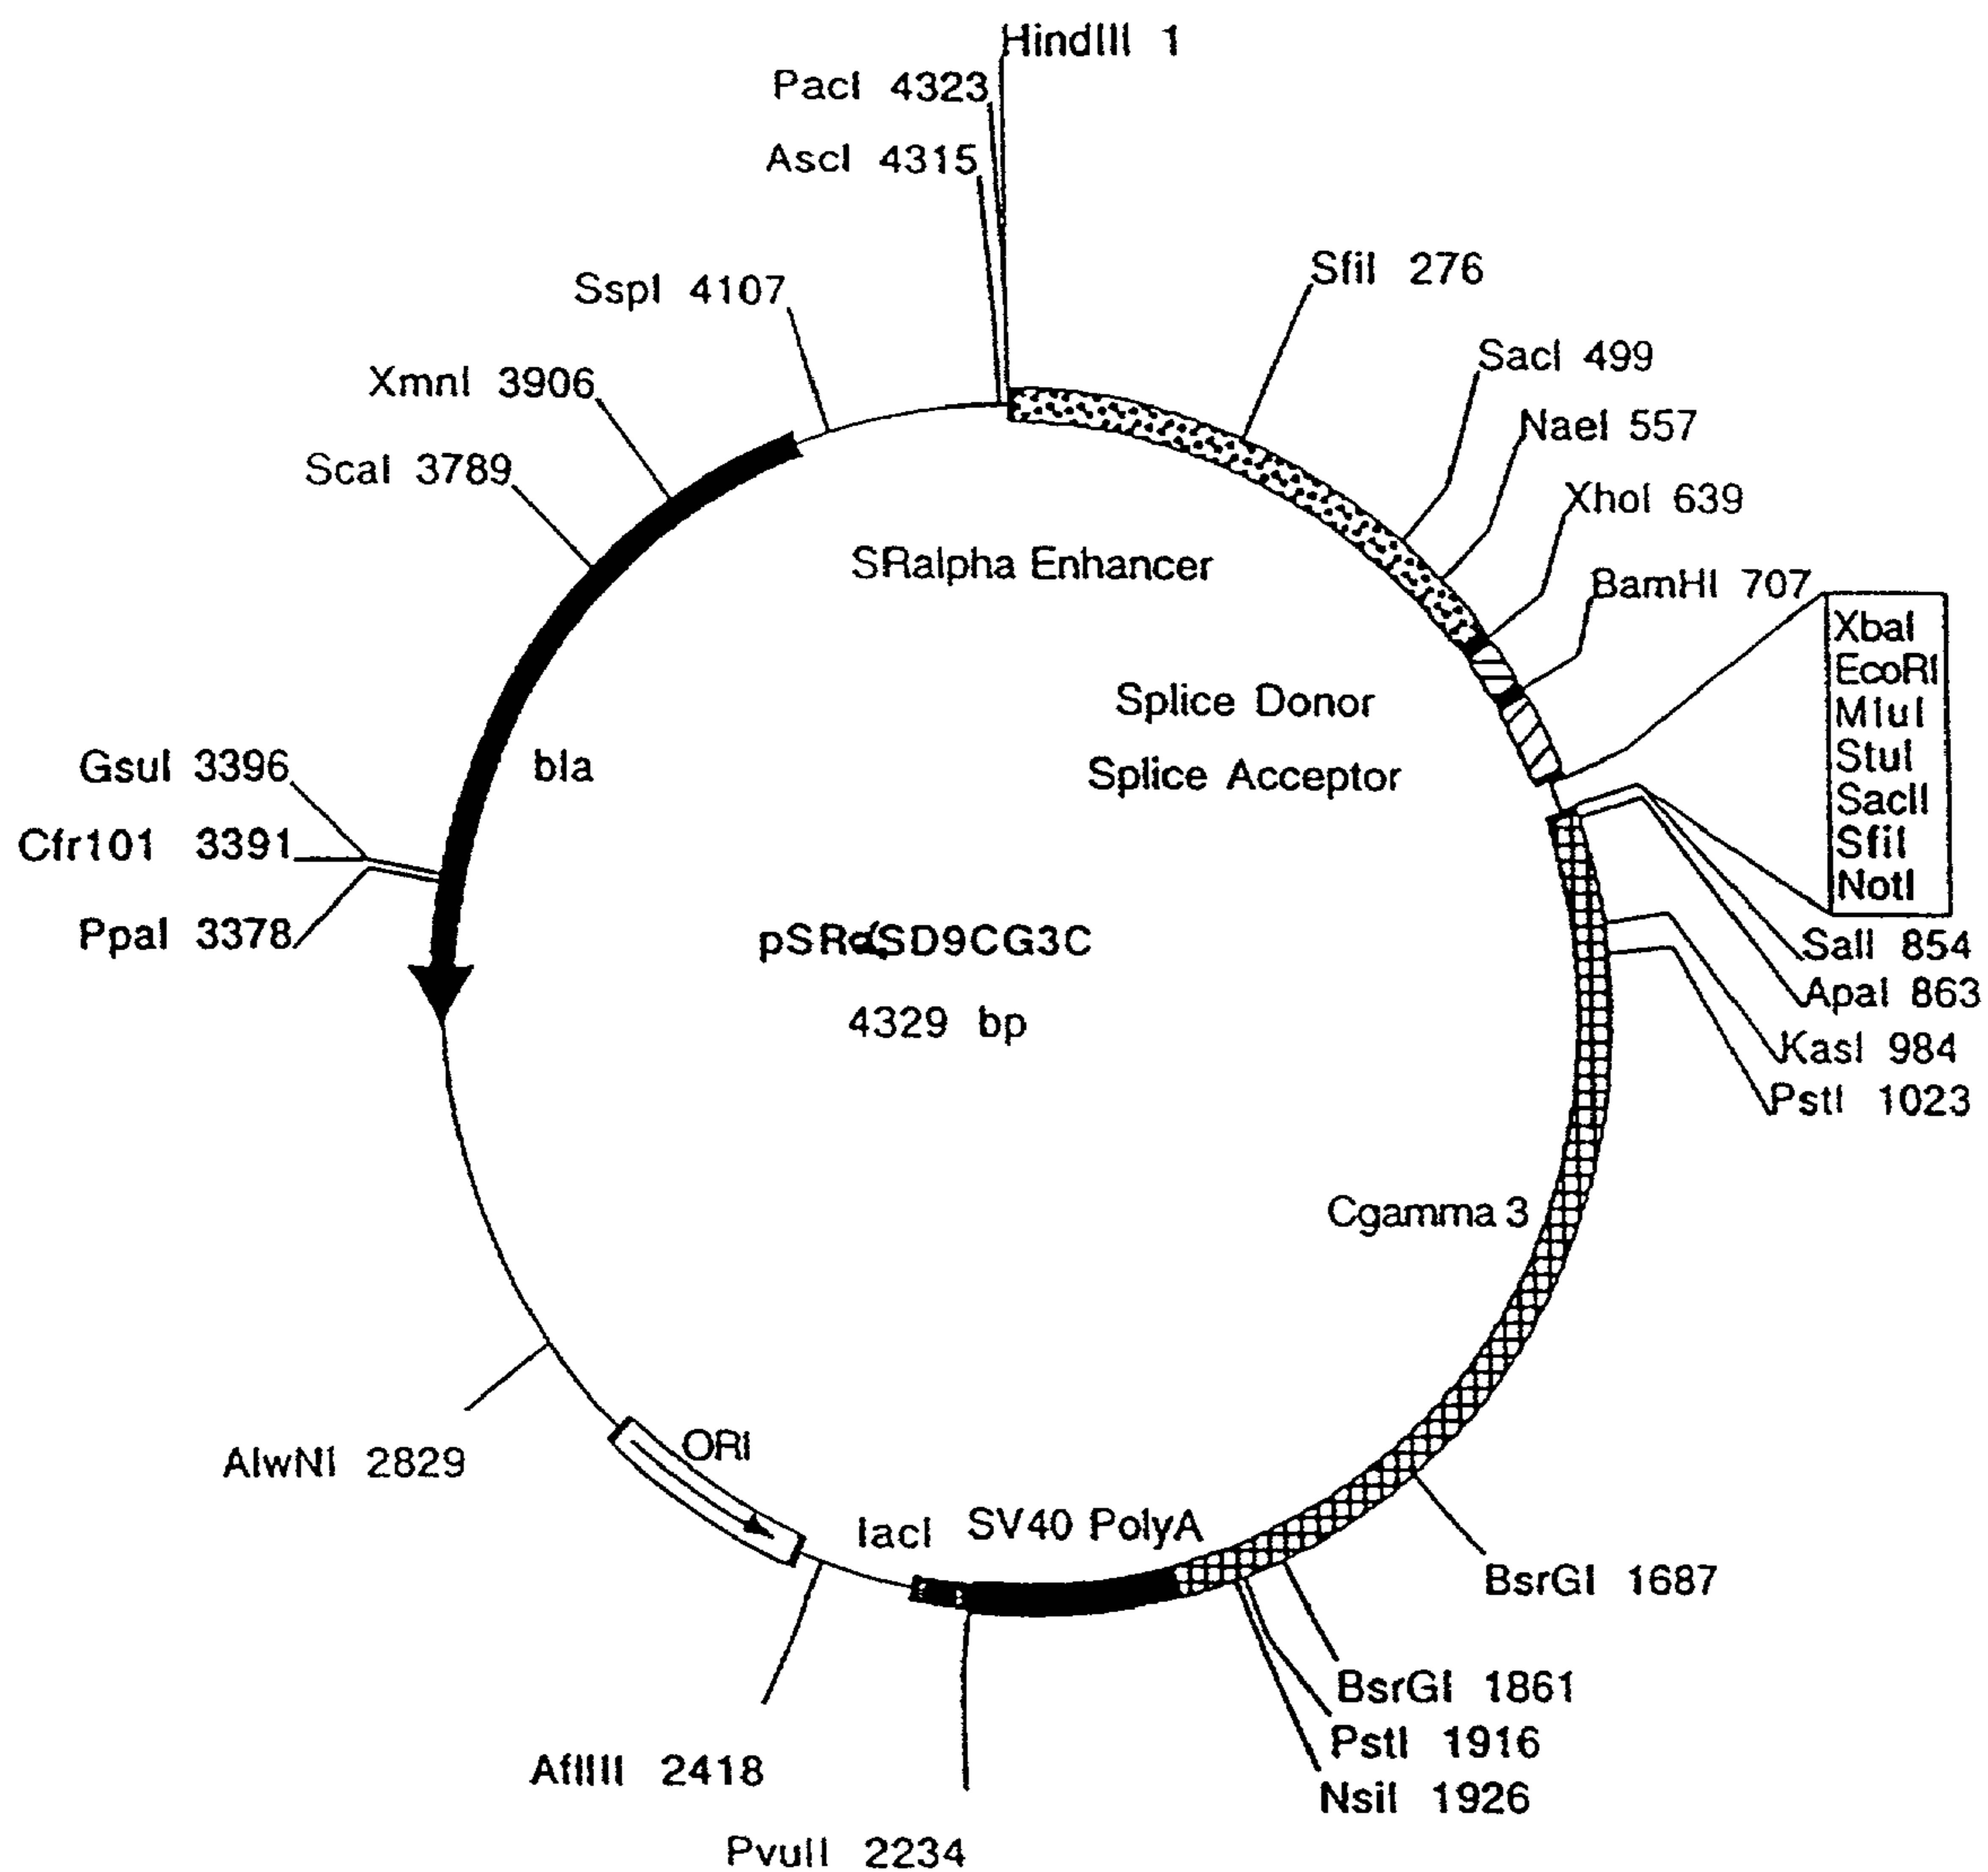 HindIII 1
PacI 4323
AscI 4315
SfiI 276
SspI 4107
SacI 499
XmnI 3906
NaeI 557
ScaI 3789
XhoI 639
SRalpha Enhancer
BamHI 707
XbaI
EcoRI
MluI
StuI
SacII
SfiI
NotI
Splice Donor
Splice Acceptor
GsuI 3396
bla
Cfr101 3391
PpaI 3378
pSRαSD9CG3C
4329 bp
SalI 854
ApaI 863
KasI 984
PstI 1023
Cgamma 3
ORI
AlwNI 2829
lacI
SV40 PolyA
BsrGI 1687
BsrGI 1861
PstI 1916
NsiI 1926
AflIII 2418
PvuII 2234